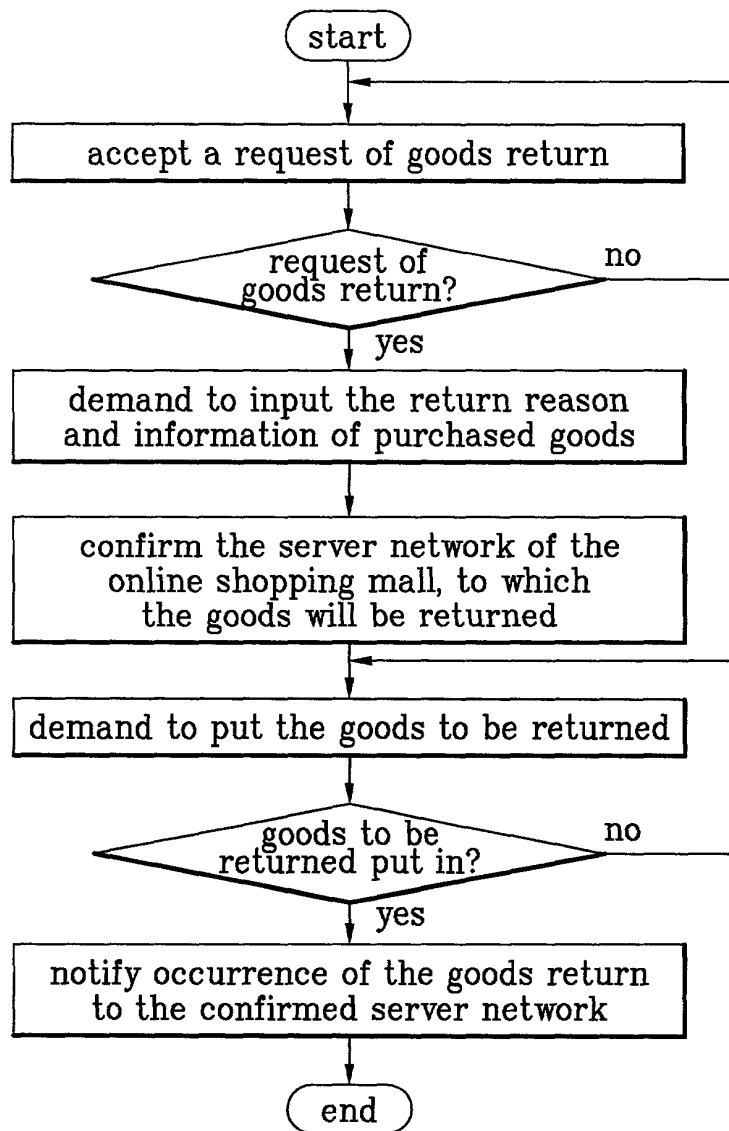 start
accept a request of goods return
request of
goods return?
no
yes
demand to input the return reason
and information of purchased goods
confirm the server network of the
online shopping mall, to which
the goods will be returned
demand to put the goods to be returned
goods to be
returned put in?
no
yes
notify occurrence of the goods return
to the confirmed server network
end